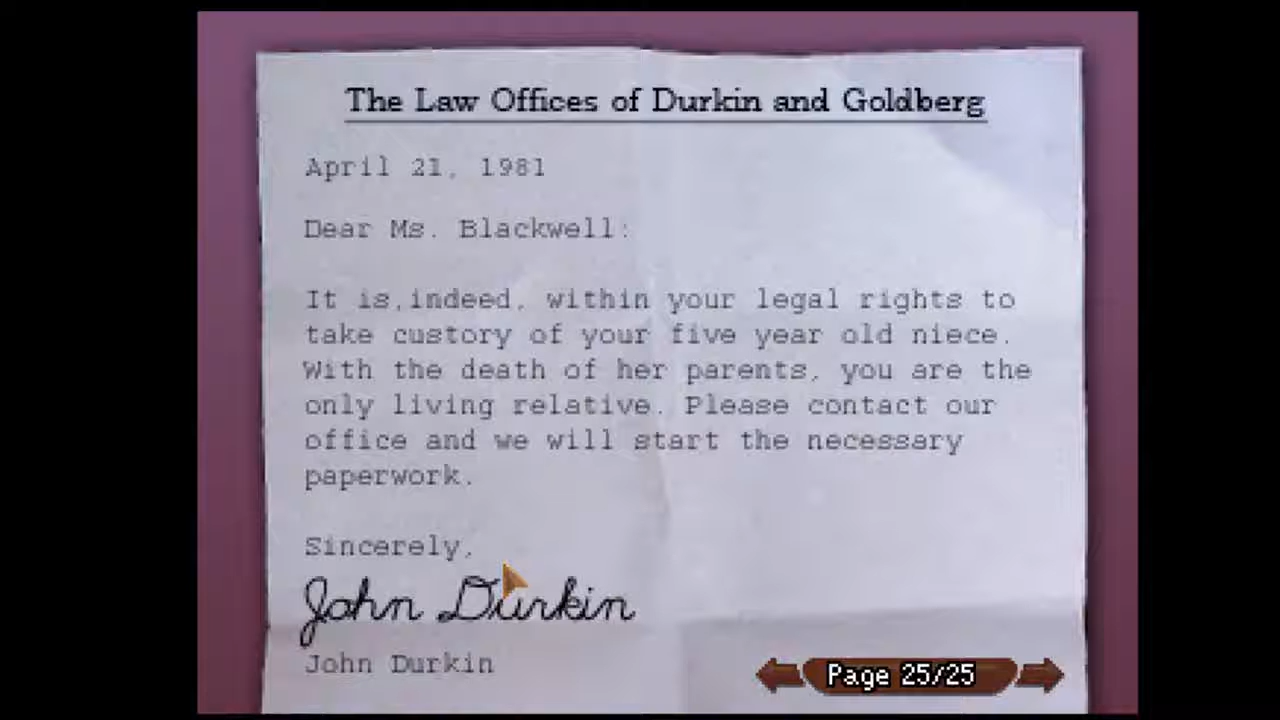 The Law Offices of Durkin and Goldberg
April 21, 1981
Dear Ms. Blackwell:
It is,indeed, within your legal rights to
take custory of your five year old niece.
With the death of her parents, you are the
only living relative. Please contact our
office and we will start the necessary
paperwork.
Sincerely,
John Durkin
John Durkin
Page 25/25